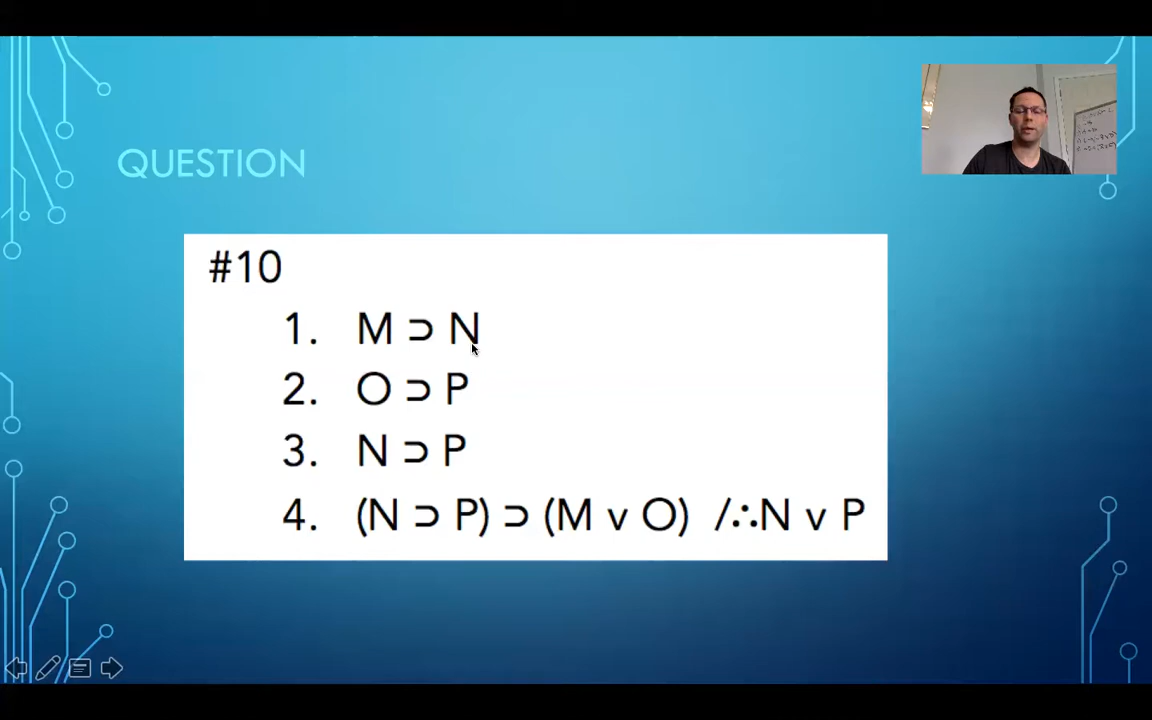 QUESTION
#10
1. M ⊃ N
2. O ⊃ P
3. N ⊃ P
4. (N ⊃ P) ⊃ (M v O) /∴N v P